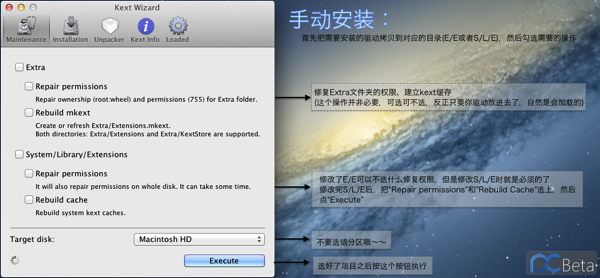 Kext Wizard
Maintenance Installation Unpacker Kext Info Loaded
手动安装：
首先把需要安装的驱动拷贝到对应的目录(E/E或者S/L/E)，然后勾选需要的操作
Extra
Repair permissions
Repair ownership (root:wheel) and permissions (755) for Extra folder.
Rebuild mkext
Create or refresh Extra/Extensions.mkext.
Both directories: Extra/Extensions and Extra/KextStore are supported.
修复Extra文件夹的权限、建立kext缓存
(这个操作并非必要，可选可不选，反正只要你驱动放进去了，自然是会加载的)
System/Library/Extensions
Repair permissions
It will also repair permissions on whole disk. It can take some time.
Rebuild cache
Rebuild system kext caches.
修改了E/E可以不选什么修复权限，但是修改S/L/E时就是必须的了
修改完S/L/E后，把“Repair permissions”和“Rebuild Cache”选上，然后
点“Execute”
Target disk: Macintosh HD
不要选错分区哦～～
Execute
选好了项目之后按这个按钮执行
PCBeta